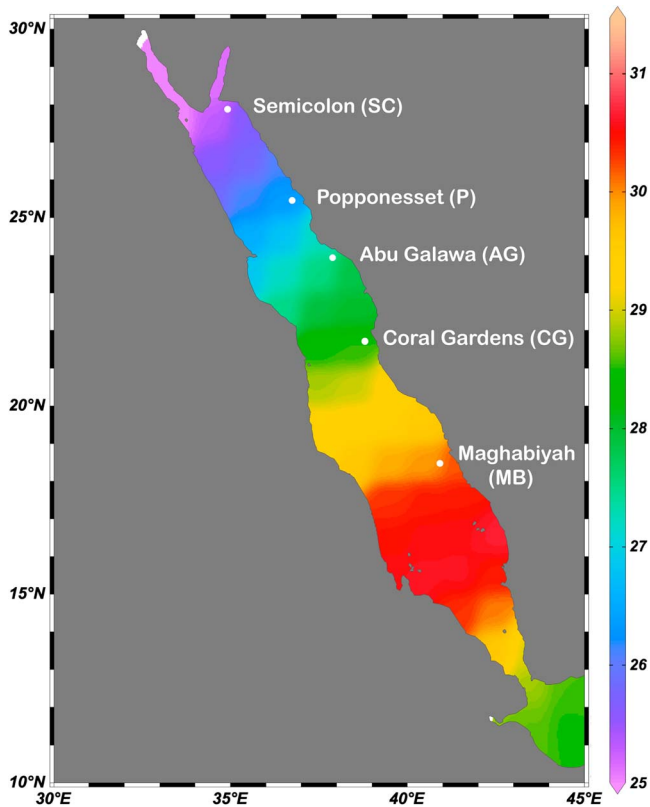 30°N
31
Semicolon (SC)
30
Popponesset (P)
25°N
Abu Galawa (AG)
29
Coral Gardens (CG)
28
20°N
Maghabiyah
(MB)
27
15°N
26
10°N
25
30°E
35°E
40°E
45°E